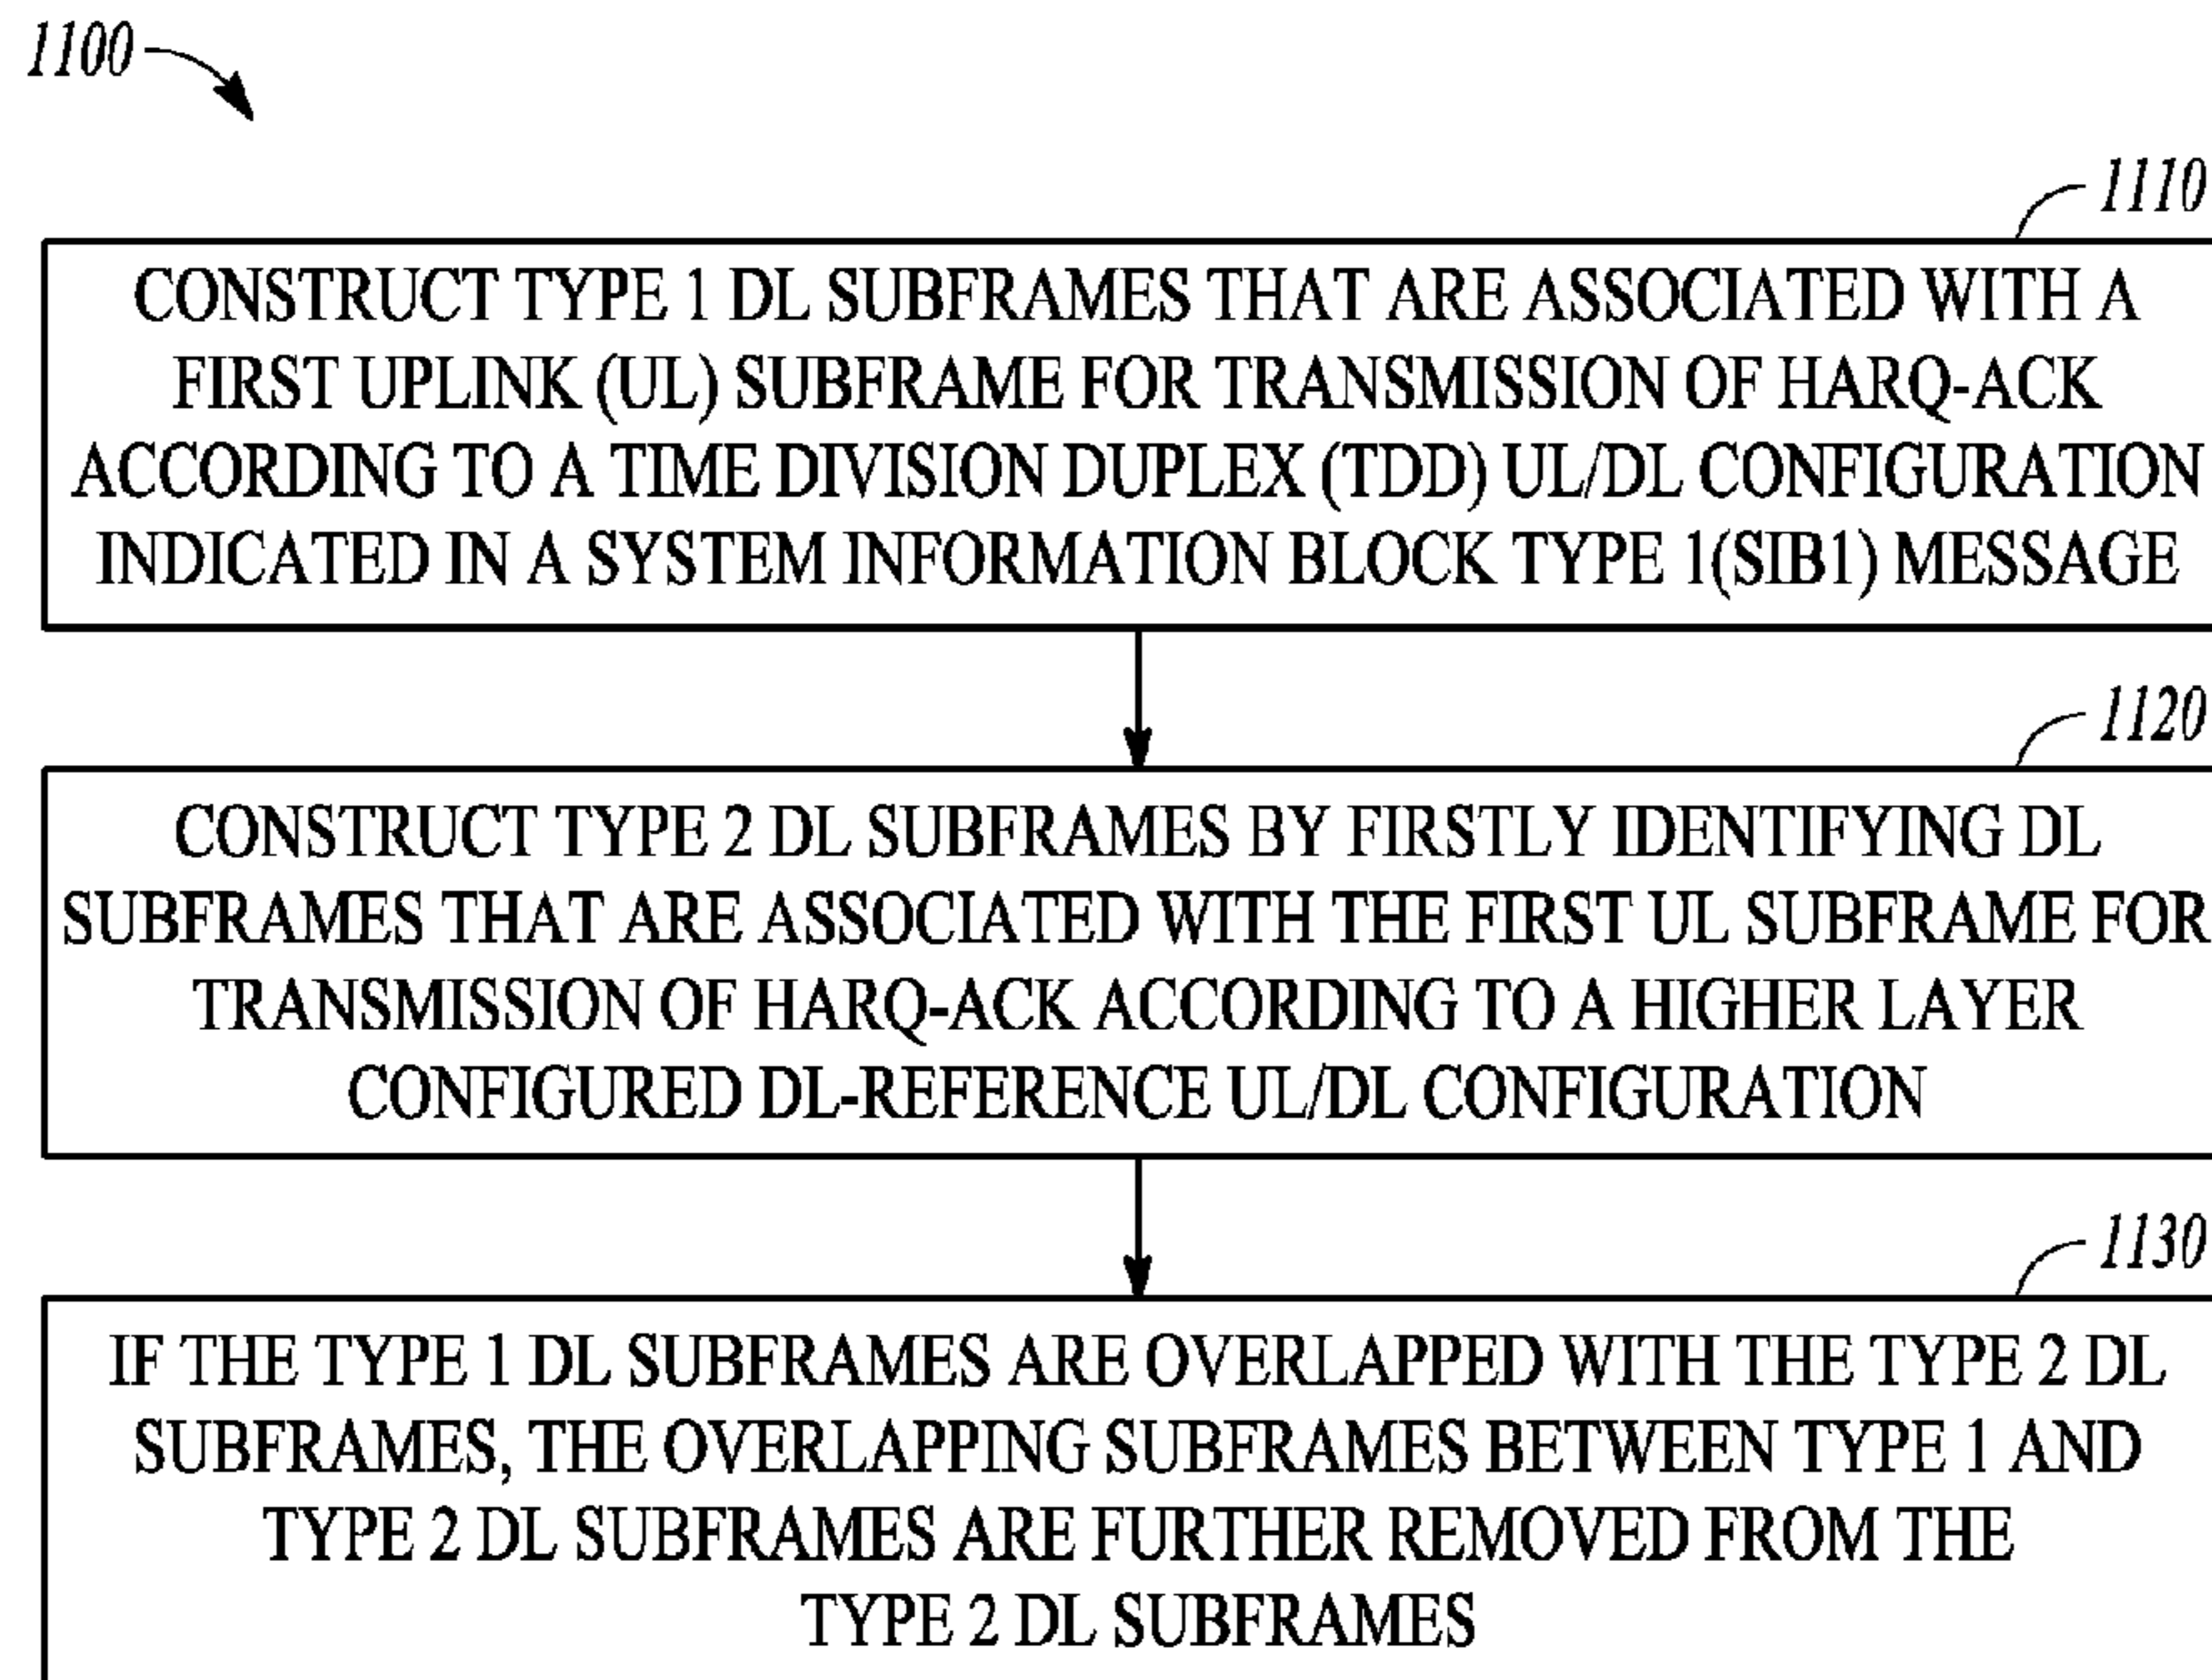 1100
1110
CONSTRUCT TYPE 1 DL SUBFRAMES THAT ARE ASSOCIATED WITH A
FIRST UPLINK (UL) SUBFRAME FOR TRANSMISSION OF HARQ-ACK
ACCORDING TO A TIME DIVISION DUPLEX (TDD) UL/DL CONFIGURATION
INDICATED IN A SYSTEM INFORMATION BLOCK TYPE 1(SIB1) MESSAGE
1120
CONSTRUCT TYPE 2 DL SUBFRAMES BY FIRSTLY IDENTIFYING DL
SUBFRAMES THAT ARE ASSOCIATED WITH THE FIRST UL SUBFRAME FOR
TRANSMISSION OF HARQ-ACK ACCORDING TO A HIGHER LAYER
CONFIGURED DL-REFERENCE UL/DL CONFIGURATION
1130
IF THE TYPE 1 DL SUBFRAMES ARE OVERLAPPED WITH THE TYPE 2 DL
SUBFRAMES, THE OVERLAPPING SUBFRAMES BETWEEN TYPE 1 AND
TYPE 2 DL SUBFRAMES ARE FURTHER REMOVED FROM THE
TYPE 2 DL SUBFRAMES